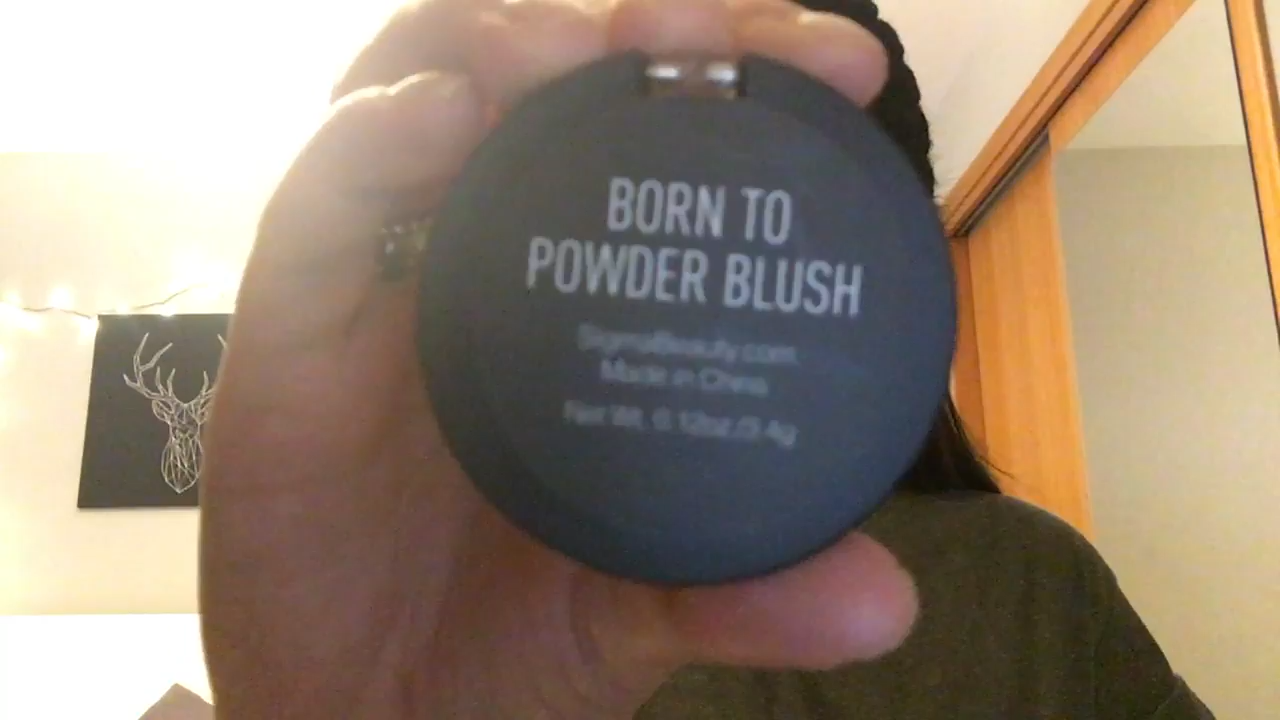 BORN TO
POWDER BLUSH
SigmaBeauty.com
Made in China
Net Wt. 0.12oz./3.4g